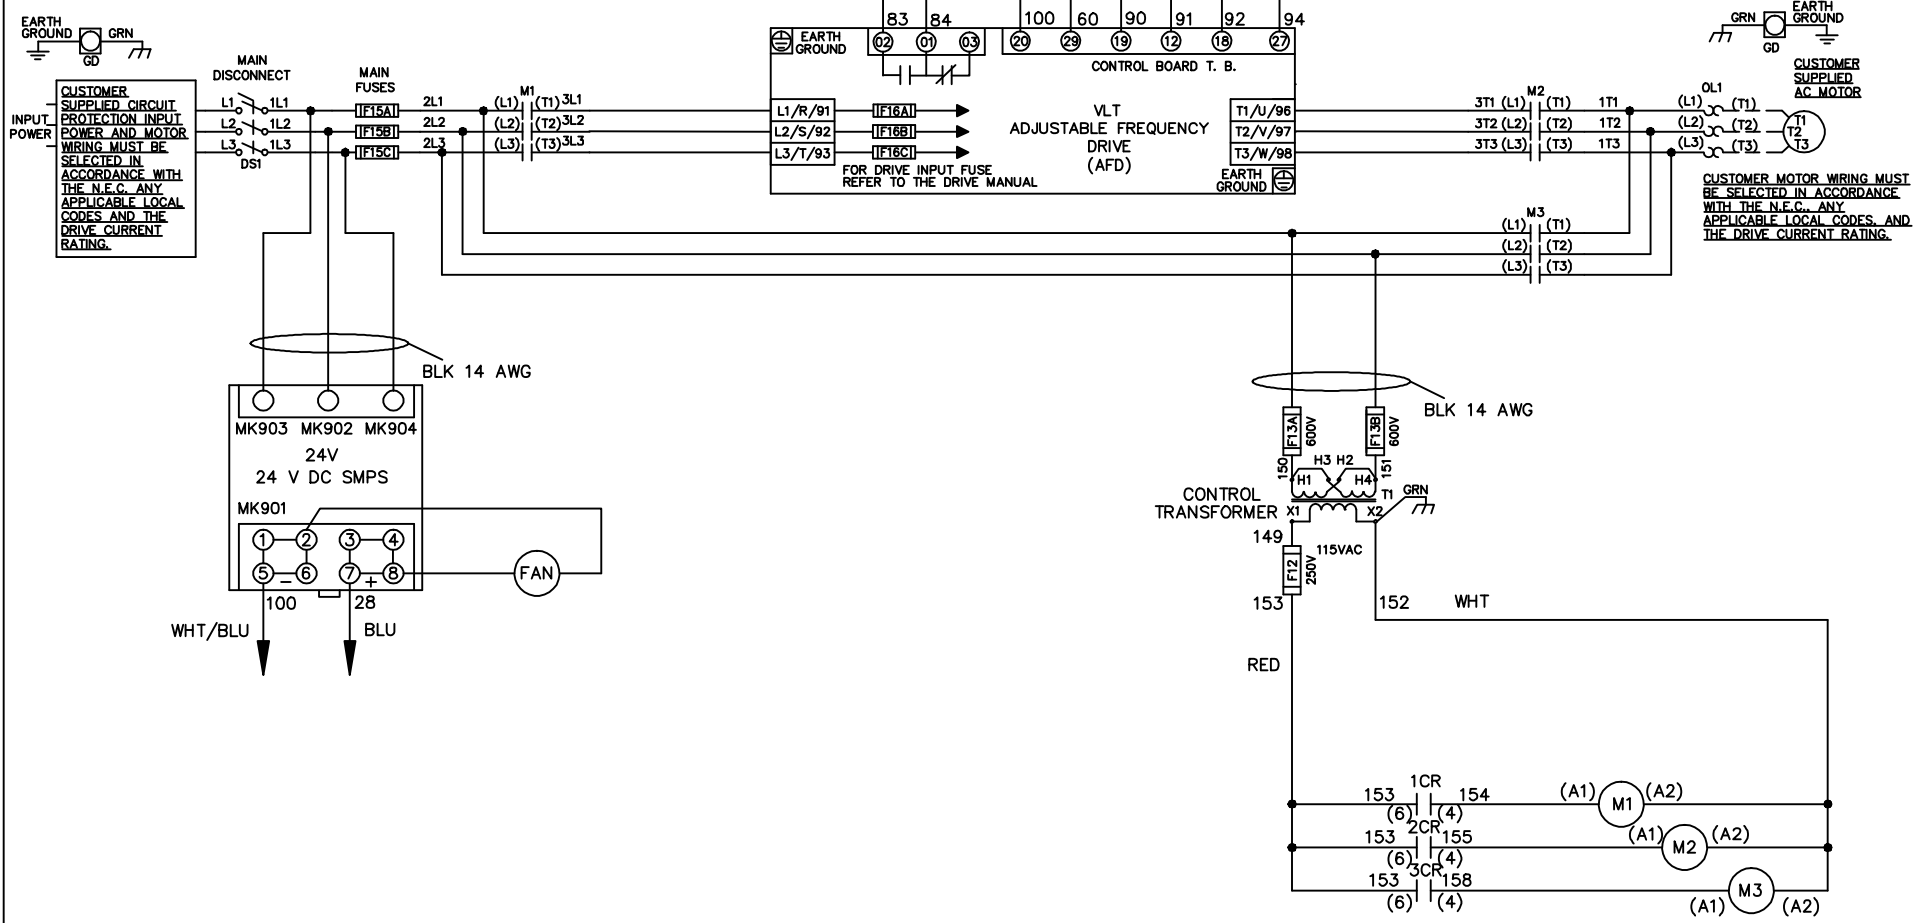 EARTH
GROUND
GRN
GD
83
84
100
60
90
91
92
94
EARTH
GROUND
02
01
03
20
29
19
12
18
27
CONTROL BOARD T. B.
GRN
EARTH
GROUND
GD
CUSTOMER
SUPPLIED
AC MOTOR
INPUT
POWER
CUSTOMER
SUPPLIED CIRCUIT
PROTECTION INPUT
POWER AND MOTOR
WIRING MUST BE
SELECTED IN
ACCORDANCE WITH
THE N.E.C. ANY
APPLICABLE LOCAL
CODES AND THE
DRIVE CURRENT
RATING.
MAIN
DISCONNECT
L1 1L1
L2 1L2
L3 1L3
DS1
MAIN
FUSES
F15A
F15B
F15C
2L1
2L2
2L3
M1
(L1) (T1) 3L1
(L2) (T2) 3L2
(L3) (T3) 3L3
L1/R/91
L2/S/92
L3/T/93
F16A
F16B
F16C
FOR DRIVE INPUT FUSE
REFER TO THE DRIVE MANUAL
VLT
ADJUSTABLE FREQUENCY
DRIVE
(AFD)
T1/U/96
T2/V/97
T3/W/98
EARTH
GROUND
M2
3T1 (L1) (T1) 1T1
3T2 (L2) (T2) 1T2
3T3 (L3) (T3) 1T3
OL1
(L1) (T1)
(L2) (T2)
(L3) (T3)
T1
T2
T3
CUSTOMER MOTOR WIRING MUST
BE SELECTED IN ACCORDANCE
WITH THE N.E.C., ANY
APPLICABLE LOCAL CODES, AND
THE DRIVE CURRENT RATING.
M3
(L1) (T1)
(L2) (T2)
(L3) (T3)
BLK 14 AWG
MK903 MK902 MK904
24V
24 V DC SMPS
MK901
1 2 3 4
5 - 6 7 + 8
FAN
100
28
WHT/BLU
BLU
BLK 14 AWG
F13A
600V
F13B
600V
150
151
H3 H2
H1 H4
T1
GRN
CONTROL
TRANSFORMER
X1 X2
149
115VAC
F12
250V
153
152
WHT
RED
1CR
153 154
(6) (4)
(A1) M1 (A2)
2CR
153 155
(6) (4)
(A1) M2 (A2)
3CR
153 158
(6) (4)
(A1) M3 (A2)